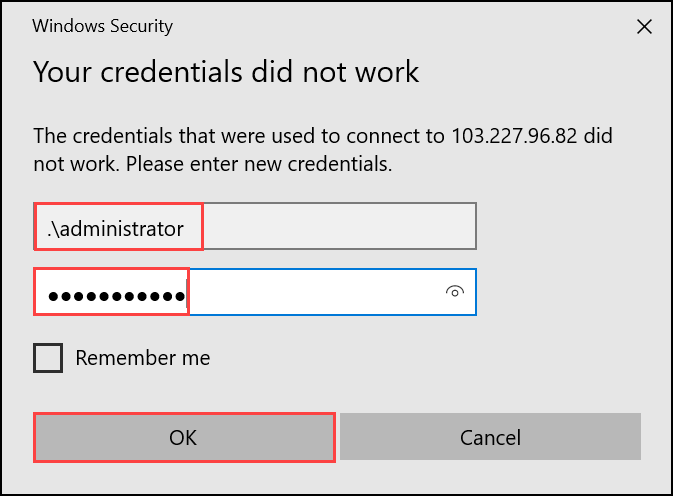 Windows Security
Your credentials did not work
The credentials that were used to connect to 103.227.96.82 did
not work. Please enter new credentials.
.\administrator
●●●●●●●●●●●
Remember me
OK
Cancel